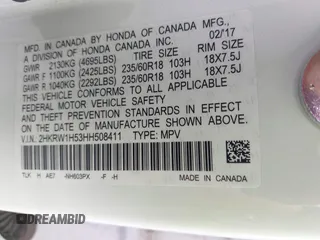 MFD. IN CANADA BY HONDA OF CANADA MFG.,
A DIVISION OF HONDA CANADA INC. 02/17
GVWR 2130KG (4695LBS) TIRE SIZE RIM SIZE
GAWR F 1100KG (2425LBS) 235/60R18 103H 18X7.5J
GAWR R 1040KG (2292LBS) 235/60R18 103H 18X7.5J
THIS VEHICLE CONFORMS TO ALL APPLICABLE
FEDERAL MOTOR VEHICLE SAFETY AND THEFT
PREVENTION STANDARDS IN EFFECT ON THE DATE
OF MANUFACTURE SHOWN ABOVE.
V.I.N. 2HKRW1H53HH508411 TYPE: MPV
TLK H AE7 -NH603PX -F -H
MADE IN CANADA
DREAMBID